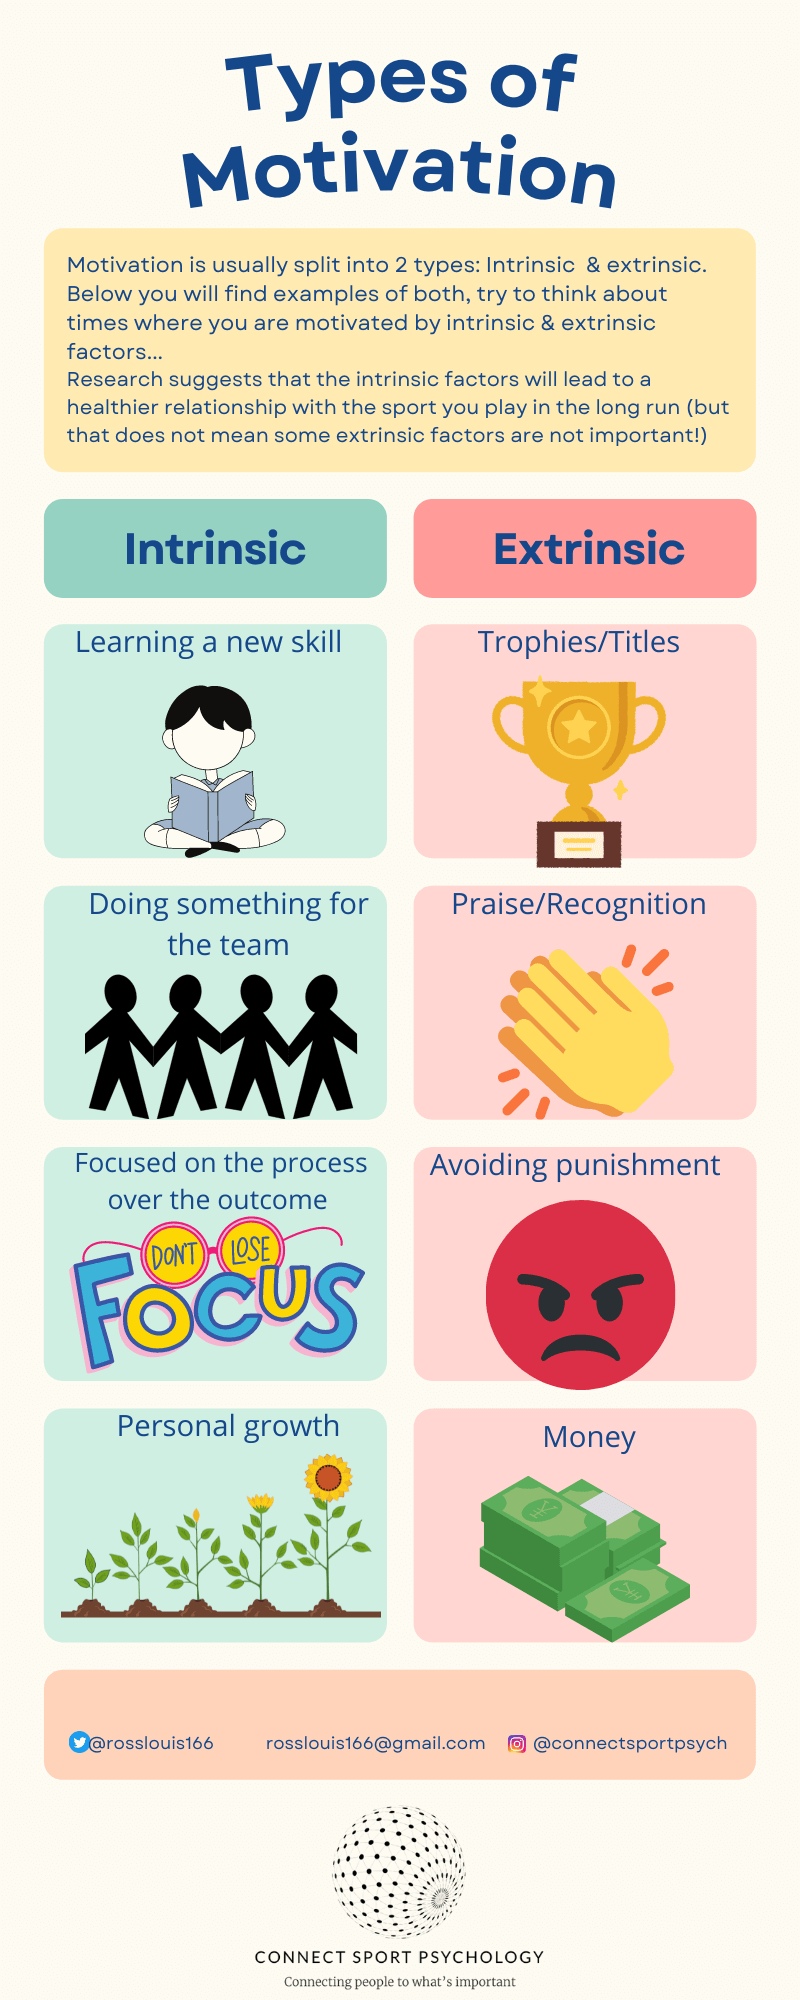 Types of
Motivation
Motivation is usually split into 2 types: Intrinsic & extrinsic.
Below you will find examples of both, try to think about
times where you are motivated by intrinsic & extrinsic
factors...
Research suggests that the intrinsic factors will lead to a
healthier relationship with the sport you play in the long run (but
that does not mean some extrinsic factors are not important!)
Intrinsic
Extrinsic
Learning a new skill
Trophies/Titles
Doing something for
the team
Praise/Recognition
Focused on the process
over the outcome
DON'T LOSE
FOCUS
Avoiding punishment
Personal growth
Money
@rosslouis166
rosslouis166@gmail.com
@connectsportpsych
CONNECT SPORT PSYCHOLOGY
Connecting people to what's important